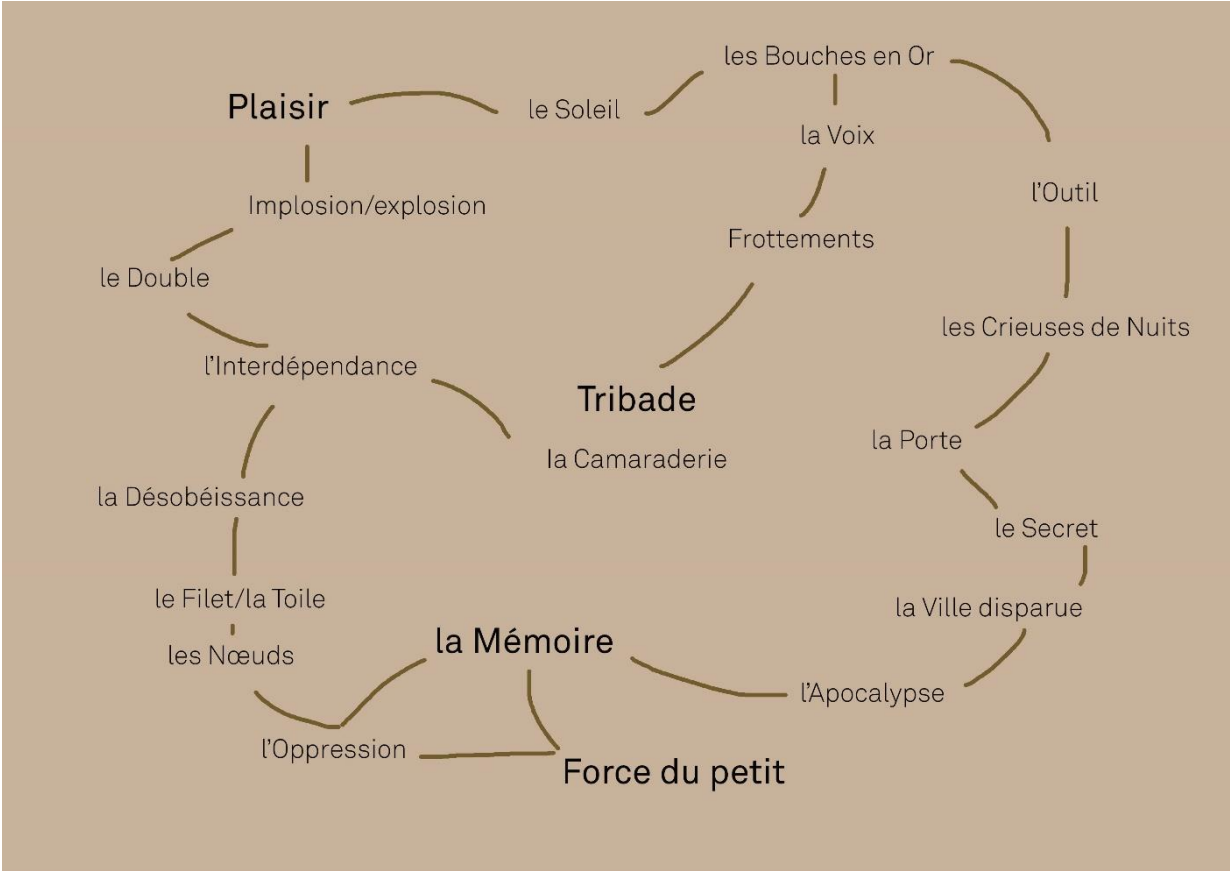 les Bouches en Or
Plaisir
le Soleil
la Voix
Implosion/explosion
l'Outil
Frottements
le Double
les Crieuses de Nuits
l'Interdépendance
Tribade
la Porte
la Camaraderie
la Désobéissance
le Secret
le Filet/la Toile
la Ville disparue
la Mémoire
les Nœuds
l'Apocalypse
l'Oppression
Force du petit